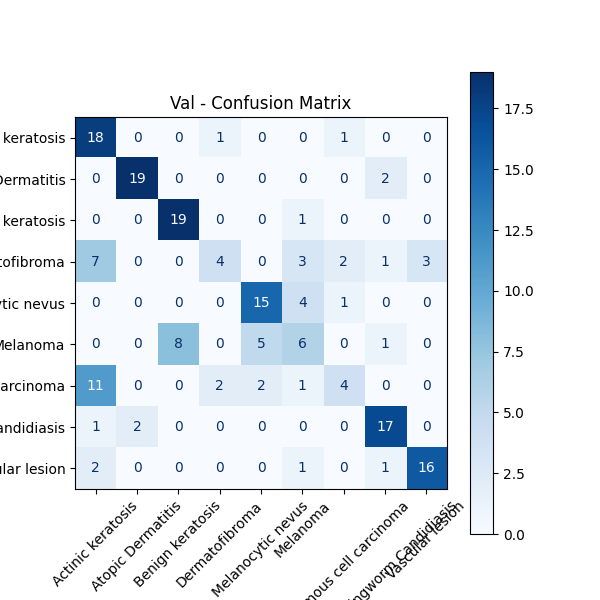 Val - Confusion Matrix
keratosis 18 0 0 1 0 0 1 0 0
Dermatitis 0 19 0 0 0 0 0 2 0
keratosis 0 0 19 0 0 1 0 0 0
tofibroma 7 0 0 4 0 3 2 1 3
tic nevus 0 0 0 0 15 4 1 0 0
Melanoma 0 0 8 0 5 6 0 1 0
arcinoma 11 0 0 2 2 1 4 0 0
andidiasis 1 2 0 0 0 0 0 17 0
ular lesion 2 0 0 0 0 1 0 1 16
Actinic keratosis
Atopic Dermatitis
Benign keratosis
Dermatofibroma
Melanocytic nevus
Melanoma
mous cell carcinoma
ngworm Candidiasis
Vascular lesion
17.5
15.0
12.5
10.0
7.5
5.0
2.5
0.0